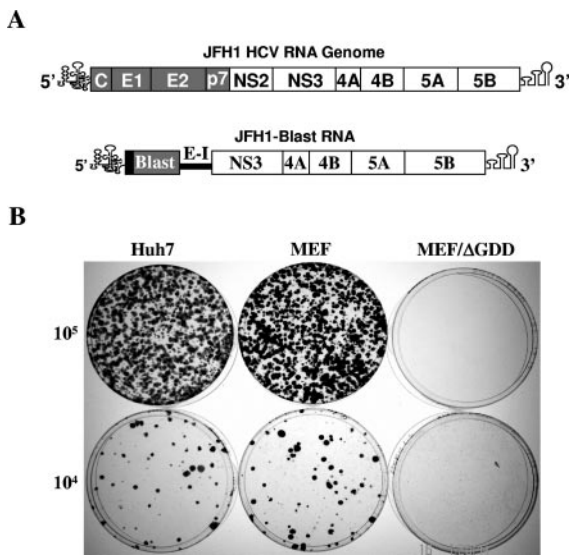 A
JFH1 HCV RNA Genome
5’ C E1 E2 p7 NS2 NS3 4A 4B 5A 5B 3’
JFH1-Blast RNA
5’ Blast E-I NS3 4A 4B 5A 5B 3’
B
Huh7 MEF MEF/ΔGDD
10⁵
10⁴